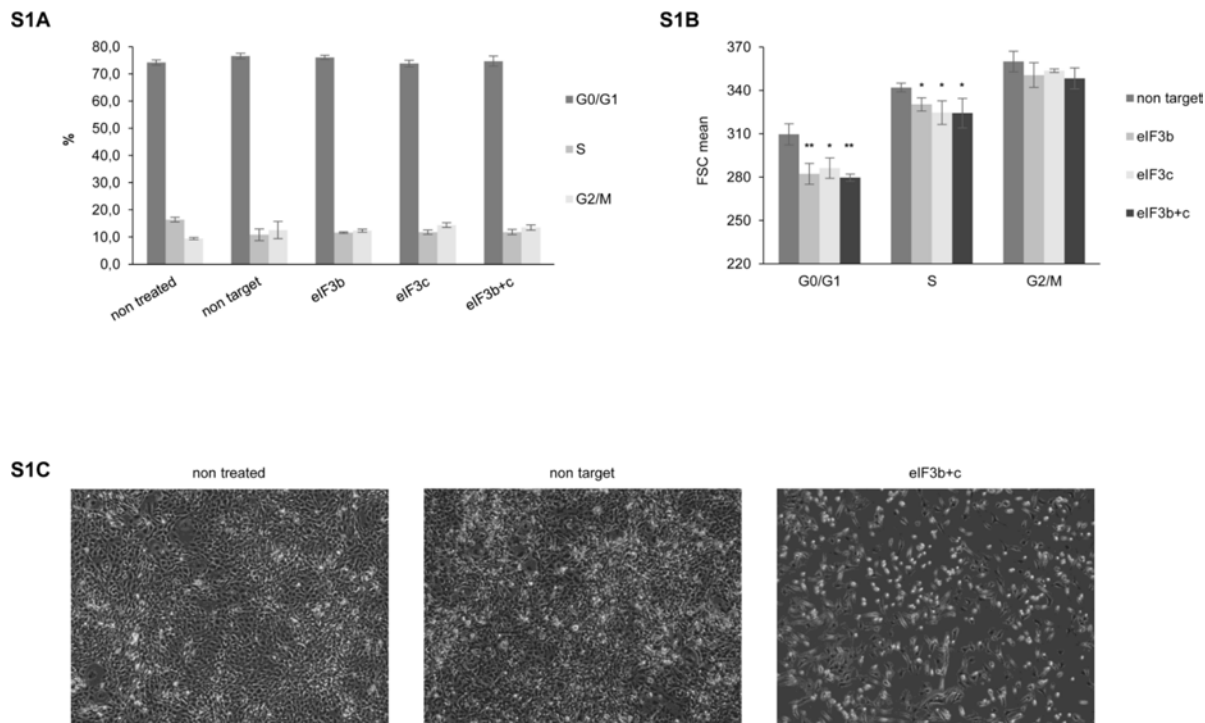 S1A
80,0
70,0
60,0
50,0
40,0
30,0
20,0
10,0
0,0
%
non treated
non target
eIF3b
eIF3c
eIF3b+c
G0/G1
S
G2/M
S1B
370
340
310
280
250
220
FSC mean
** * **
* * *
G0/G1 S G2/M
non target
eIF3b
eIF3c
eIF3b+c
S1C
non treated
non target
eIF3b+c